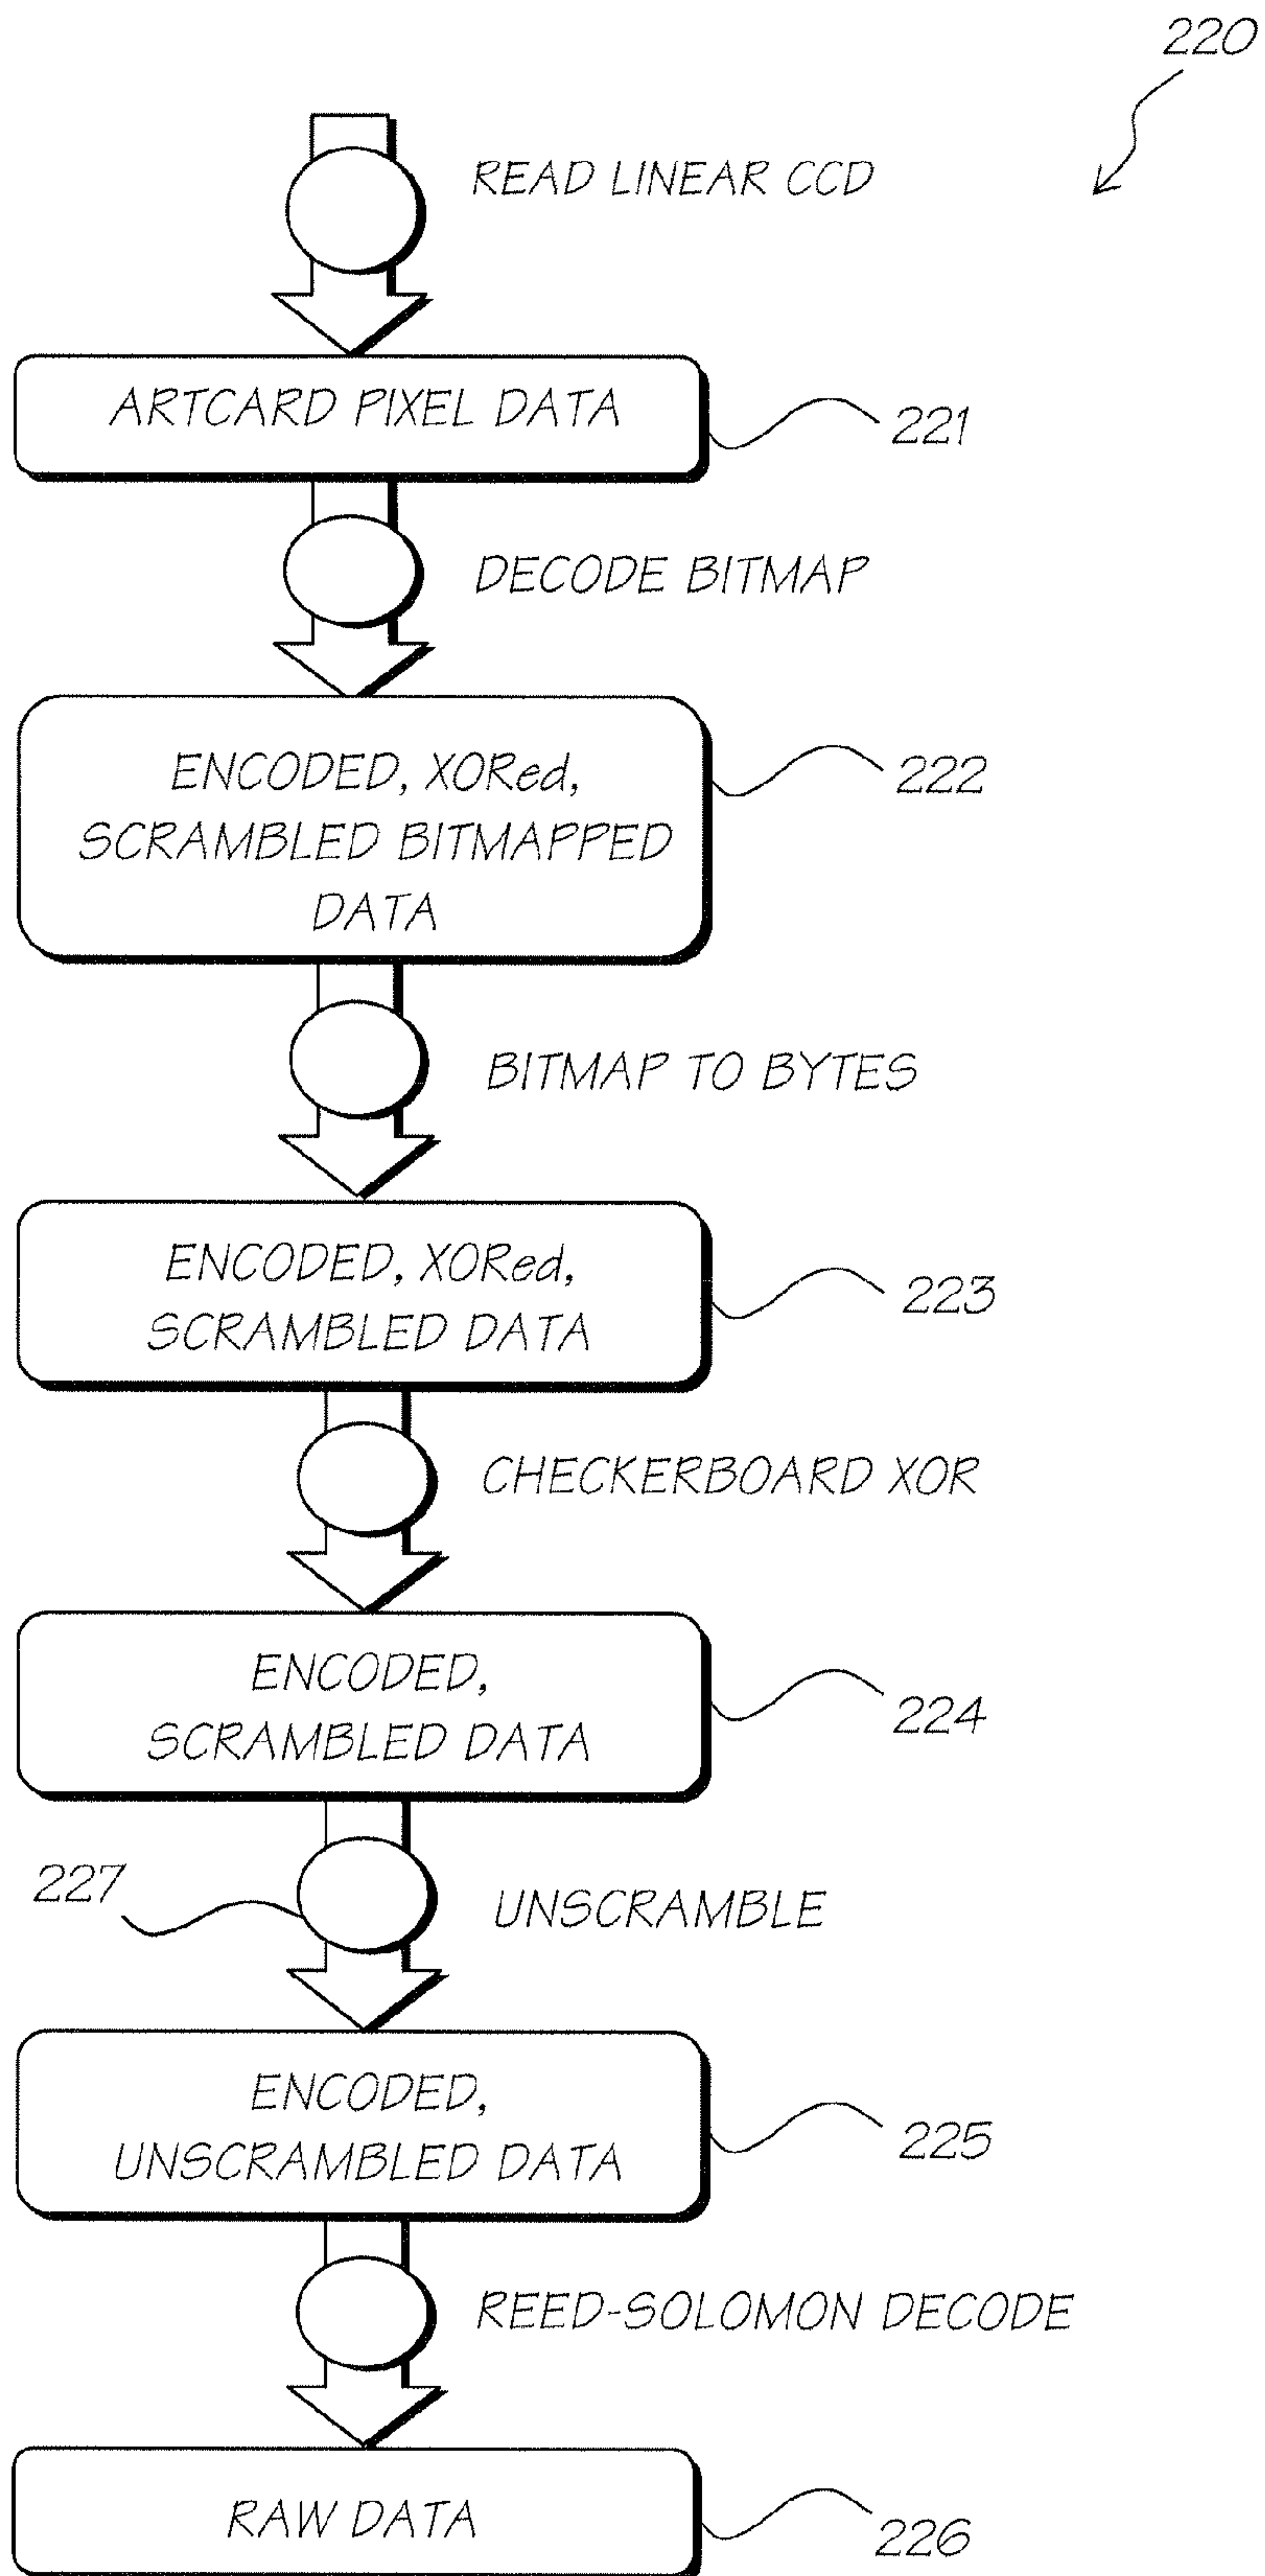 220
READ LINEAR CCD
ARTCARD PIXEL DATA
221
DECODE BITMAP
ENCODED, XORed,
SCRAMBLED BITMAPPED
DATA
222
BITMAP TO BYTES
ENCODED, XORed,
SCRAMBLED DATA
223
CHECKERBOARD XOR
ENCODED,
SCRAMBLED DATA
224
227
UNSCRAMBLE
ENCODED,
UNSCRAMBLED DATA
225
REED-SOLOMON DECODE
RAW DATA
226